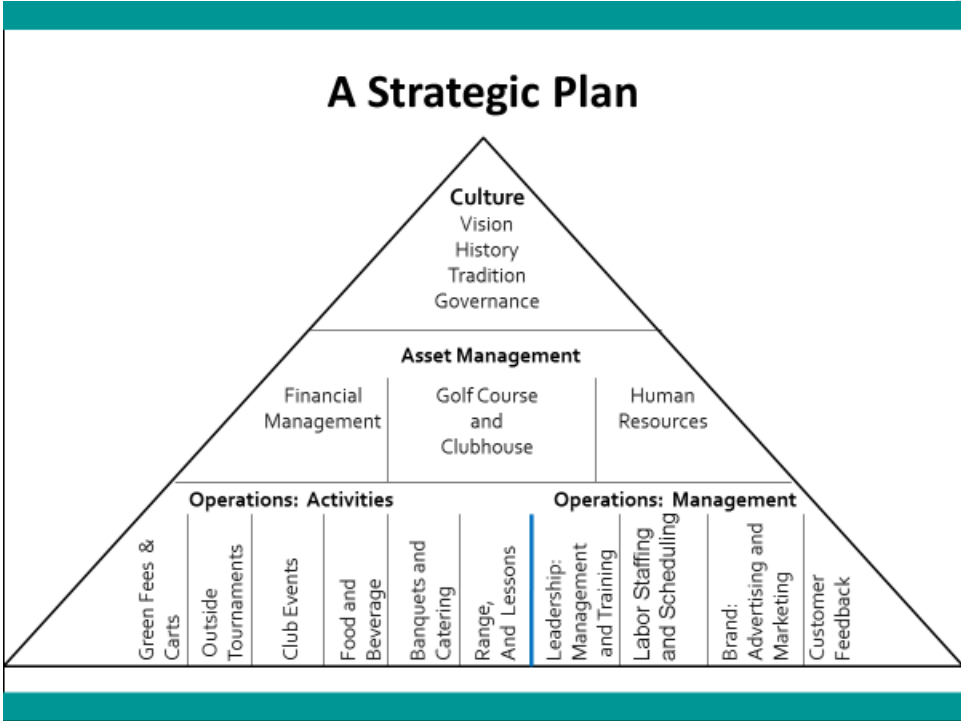 A Strategic Plan
Culture
Vision
History
Tradition
Governance
Asset Management
Financial
Management
Golf Course
and
Clubhouse
Human
Resources
Operations: Activities
Operations: Management
Green Fees &
Carts
Outside
Tournaments
Club Events
Food and
Beverage
Banquets and
Catering
Range,
And Lessons
Leadership:
Management
and Training
Labor Staffing
and Scheduling
Brand:
Advertising and
Marketing
Customer
Feedback